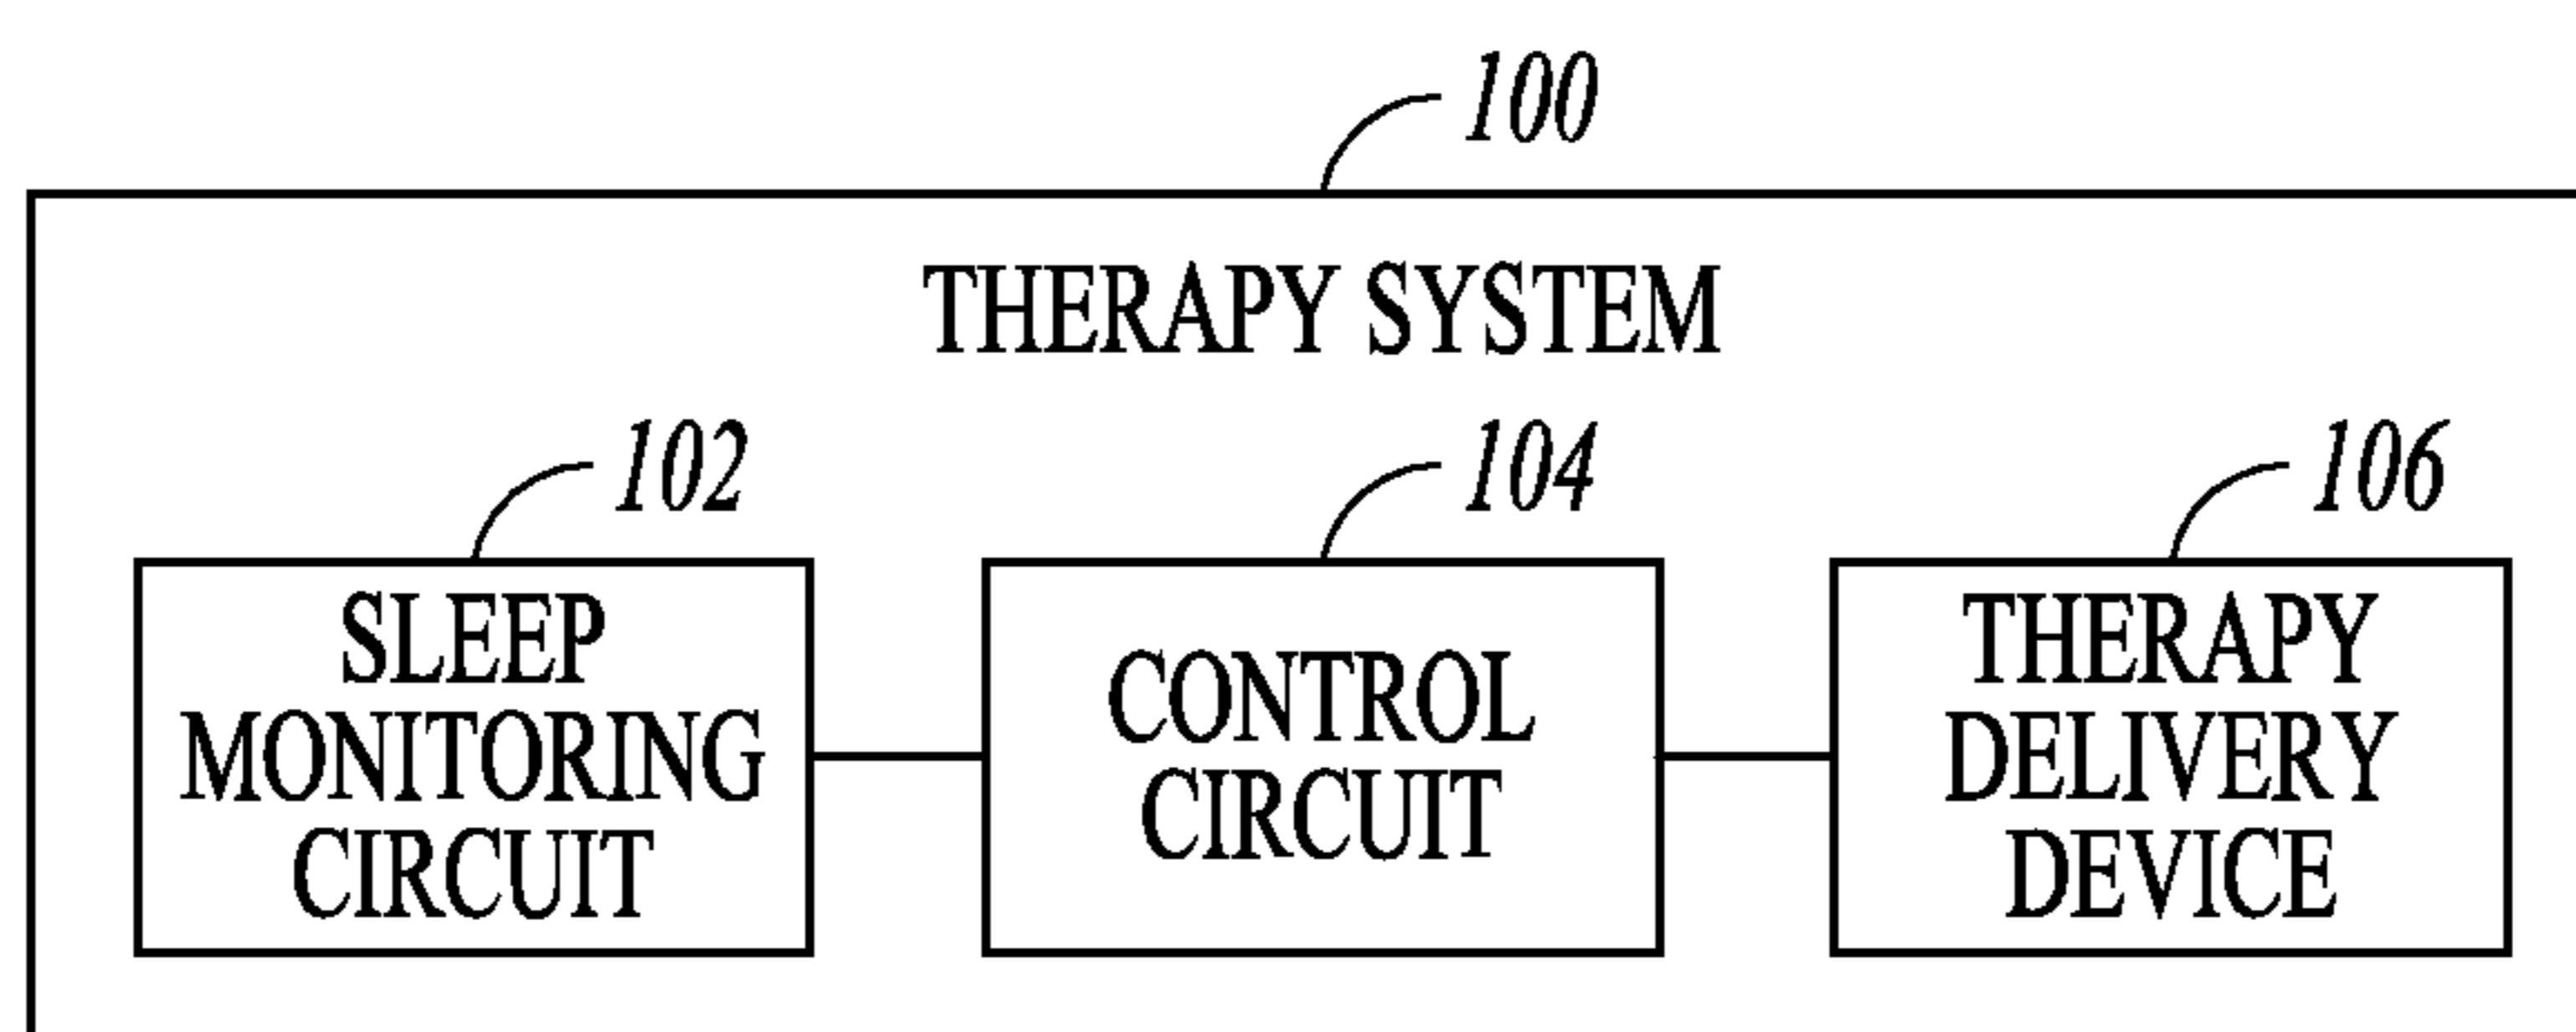 100
THERAPY SYSTEM
102
104
106
SLEEP
MONITORING
CIRCUIT
CONTROL
CIRCUIT
THERAPY
DELIVERY
DEVICE